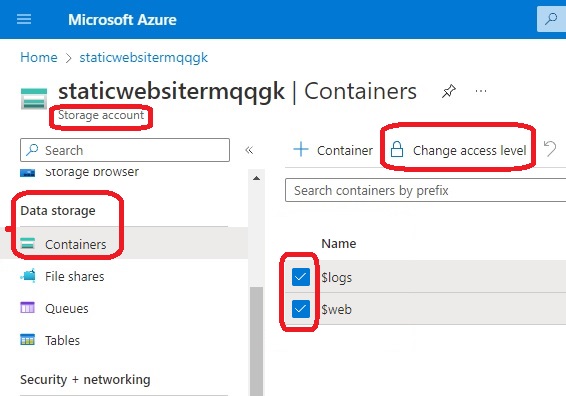 Microsoft Azure
Home > staticwebsitermqqgk
staticwebsitermqqgk | Containers
Storage account
Search
«
Container
Change access level
Storage browser
Search containers by prefix
Data storage
Name
Containers
$logs
File shares
$web
Queues
Tables
Security + networking